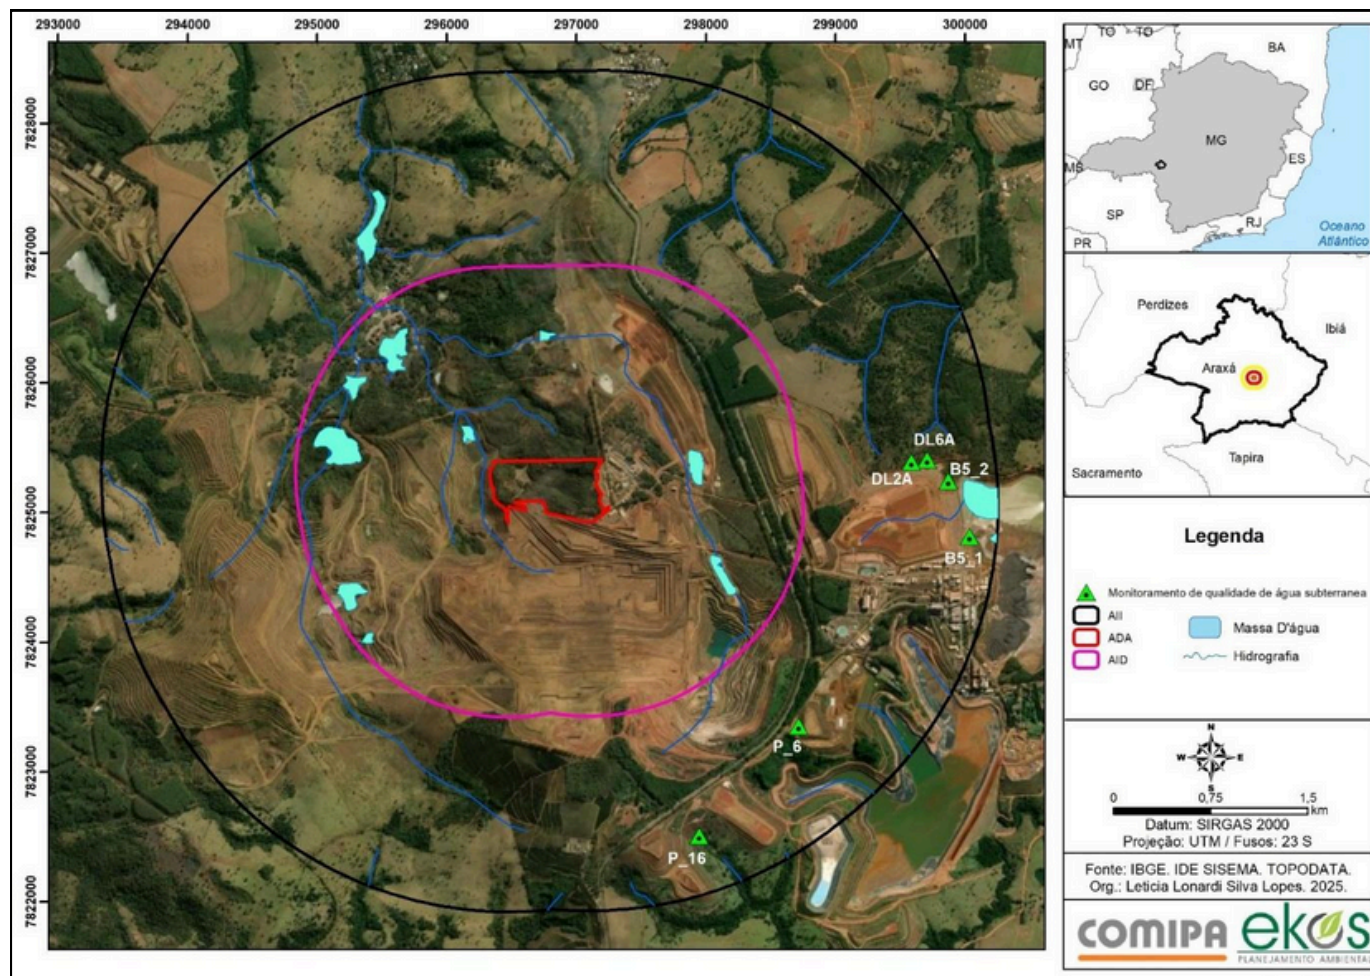 293000 294000 295000 296000 297000 298000 299000 300000
7828000
7827000
7826000
7825000
7824000
7823000
7822000
DL6A
DL2A
B5_2
B5_1
P_6
P_16
MT
TO
TO
BA
GO
DF
MG
MS
ES
SP
RJ
PR
Oceano
Atlântico
Perdizes
Ibiá
Araxá
Tapira
Sacramento
Legenda
Monitoramento de qualidade de água subterranea
AII
ADA
AID
Massa D'água
Hidrografia
N
W E
S
0 0,75 1,5
km
Datum: SIRGAS 2000
Projeção: UTM / Fusos: 23 S
Fonte: IBGE. IDE SISEMA. TOPODATA.
Org.: Leticia Lonardi Silva Lopes. 2025.
COMIPA
ekos
PLANEJAMENTO AMBIENTAL